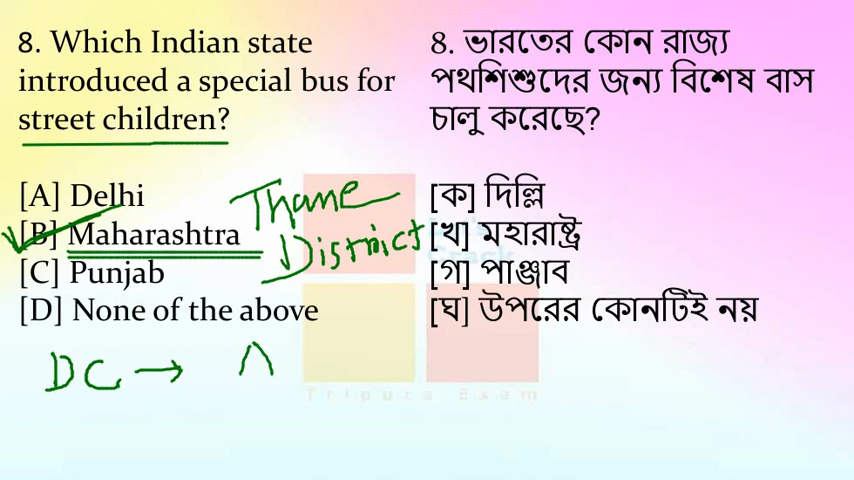 8. Which Indian state
introduced a special bus for
street children?
[A] Delhi
[B] Maharashtra
[C] Punjab
[D] None of the above
Thane
District
DC →
8. ভারতের কোন রাজ্য
পথশিশুদের জন্য বিশেষ বাস
চালু করেছে?
[ক] দিল্লি
[খ] মহারাষ্ট্র
[গ] পাঞ্জাব
[ঘ] উপরের কোনটিই নয়
Tripura Exam